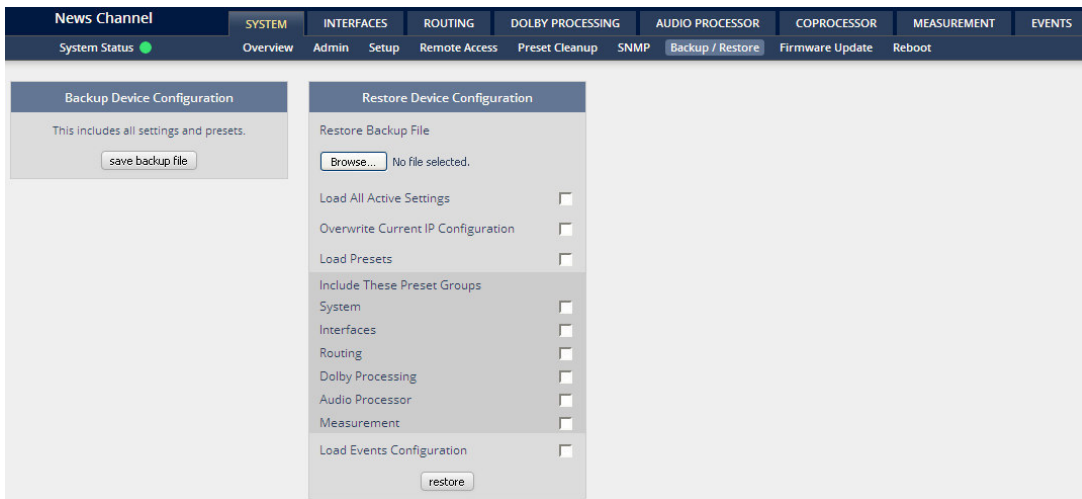 News Channel
SYSTEM INTERFACES ROUTING DOLBY PROCESSING AUDIO PROCESSOR COPROCESSOR MEASUREMENT EVENTS
System Status Overview Admin Setup Remote Access Preset Cleanup SNMP Backup / Restore Firmware Update Reboot
Backup Device Configuration
This includes all settings and presets.
save backup file
Restore Device Configuration
Restore Backup File
Browse... No file selected.
Load All Active Settings
Overwrite Current IP Configuration
Load Presets
Include These Preset Groups
System
Interfaces
Routing
Dolby Processing
Audio Processor
Measurement
Load Events Configuration
restore